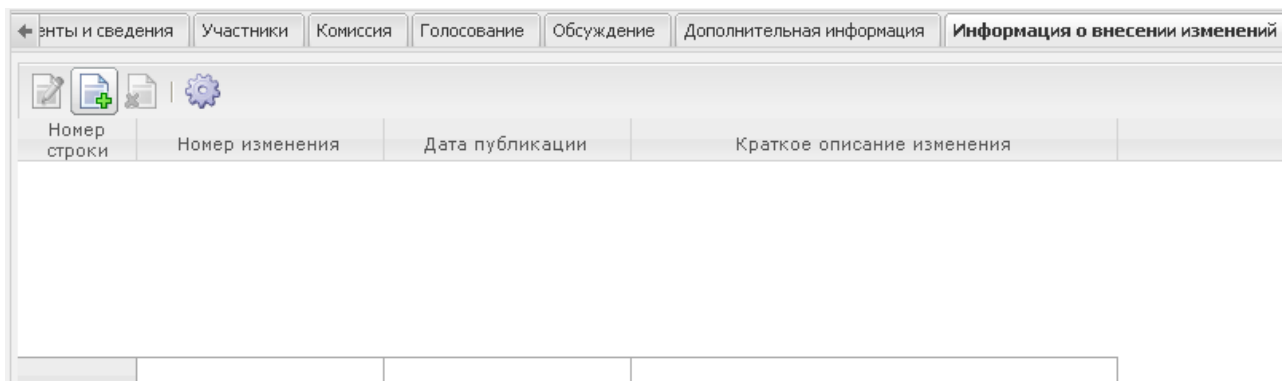 енты и сведения Участники Комиссия Голосование Обсуждение Дополнительная информация Информация о внесении изменений
Номер строки Номер изменения Дата публикации Краткое описание изменения